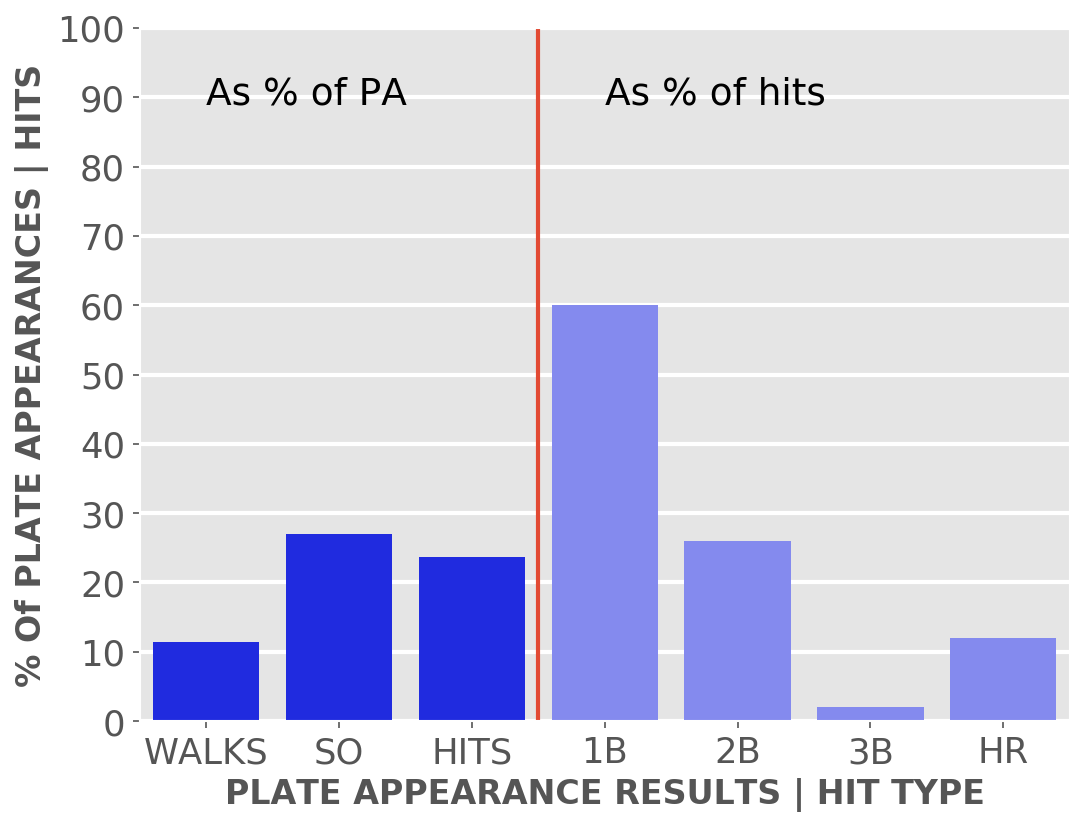 % Of PLATE APPEARANCES | HITS
100
90
80
70
60
50
40
30
20
10
0
As % of PA
As % of hits
WALKS SO HITS 1B 2B 3B HR
PLATE APPEARANCE RESULTS | HIT TYPE